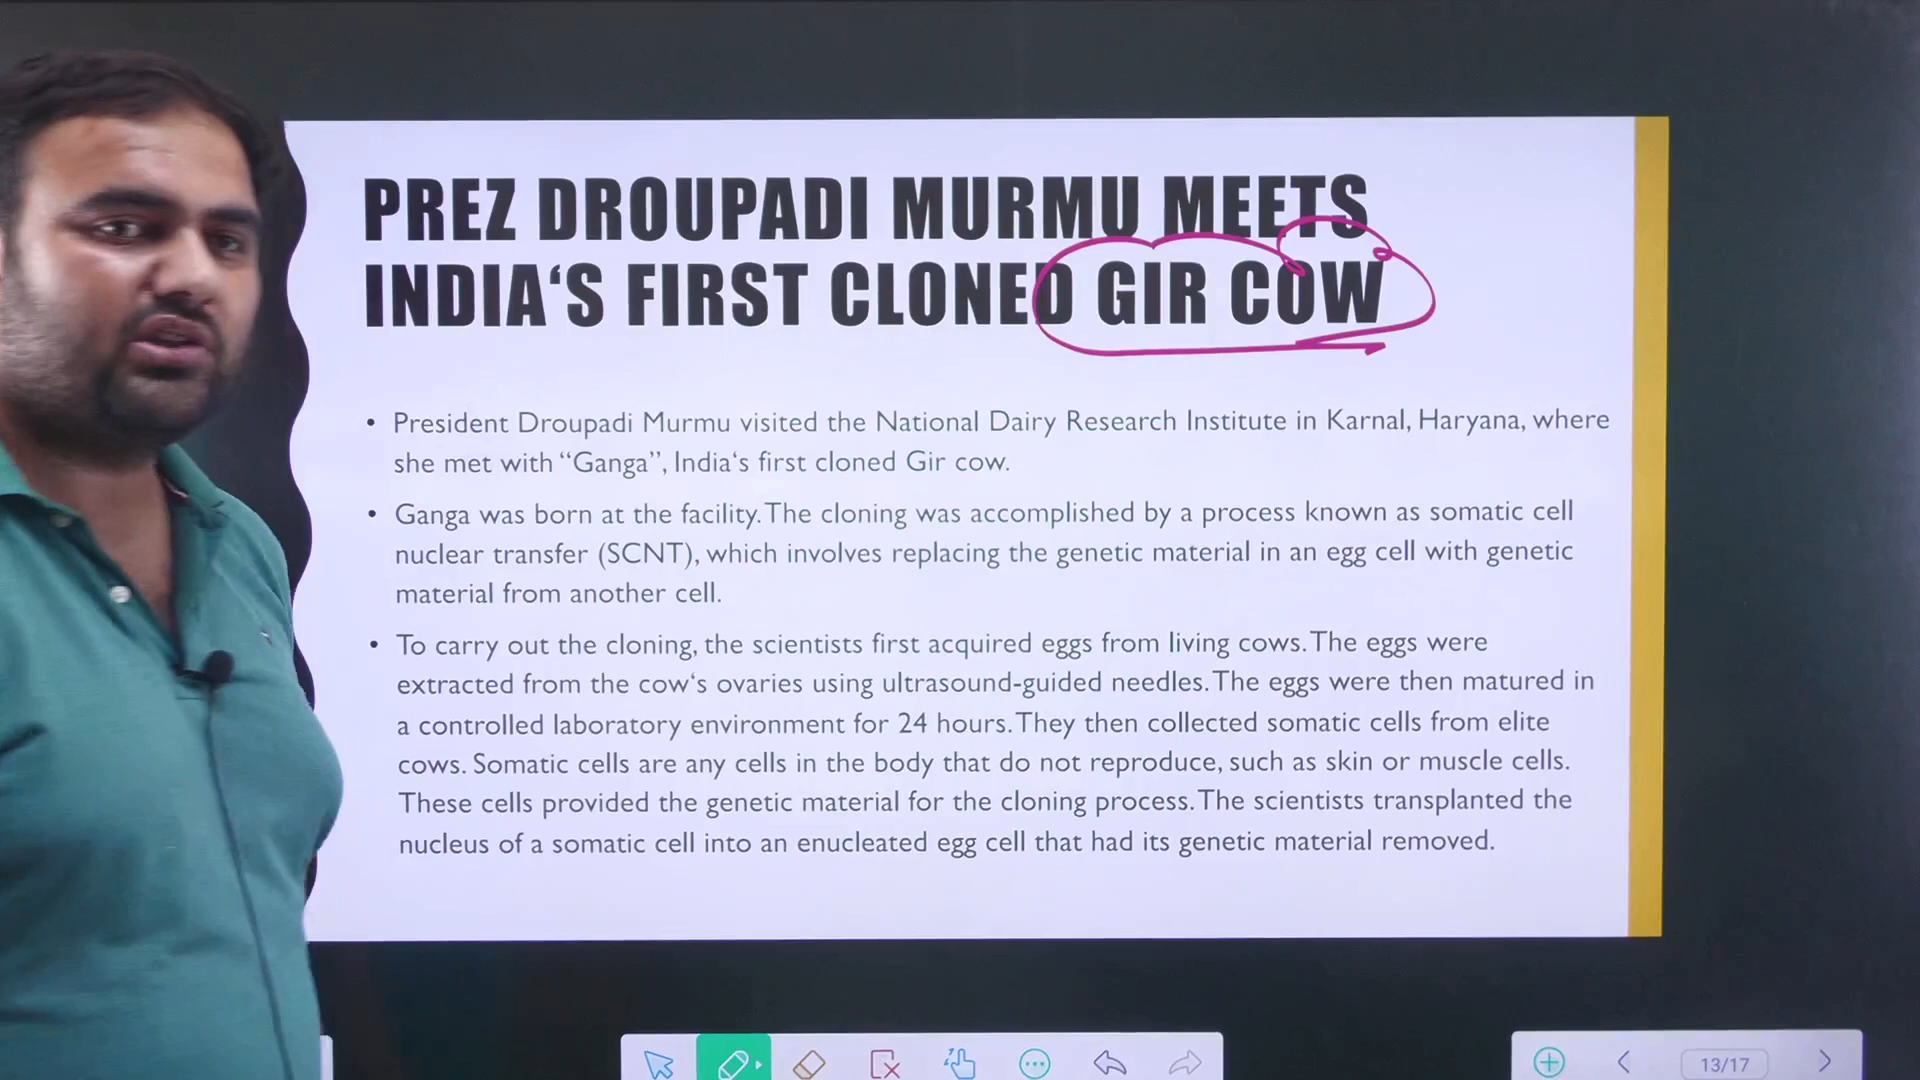 PREZ DROUPADI MURMU MEETS
INDIA‘S FIRST CLONED GIR COW
• President Droupadi Murmu visited the National Dairy Research Institute in Karnal, Haryana, where
she met with “Ganga”, India‘s first cloned Gir cow.
• Ganga was born at the facility. The cloning was accomplished by a process known as somatic cell
nuclear transfer (SCNT), which involves replacing the genetic material in an egg cell with genetic
material from another cell.
• To carry out the cloning, the scientists first acquired eggs from living cows. The eggs were
extracted from the cow‘s ovaries using ultrasound-guided needles. The eggs were then matured in
a controlled laboratory environment for 24 hours. They then collected somatic cells from elite
cows. Somatic cells are any cells in the body that do not reproduce, such as skin or muscle cells.
These cells provided the genetic material for the cloning process. The scientists transplanted the
nucleus of a somatic cell into an enucleated egg cell that had its genetic material removed.
13/17